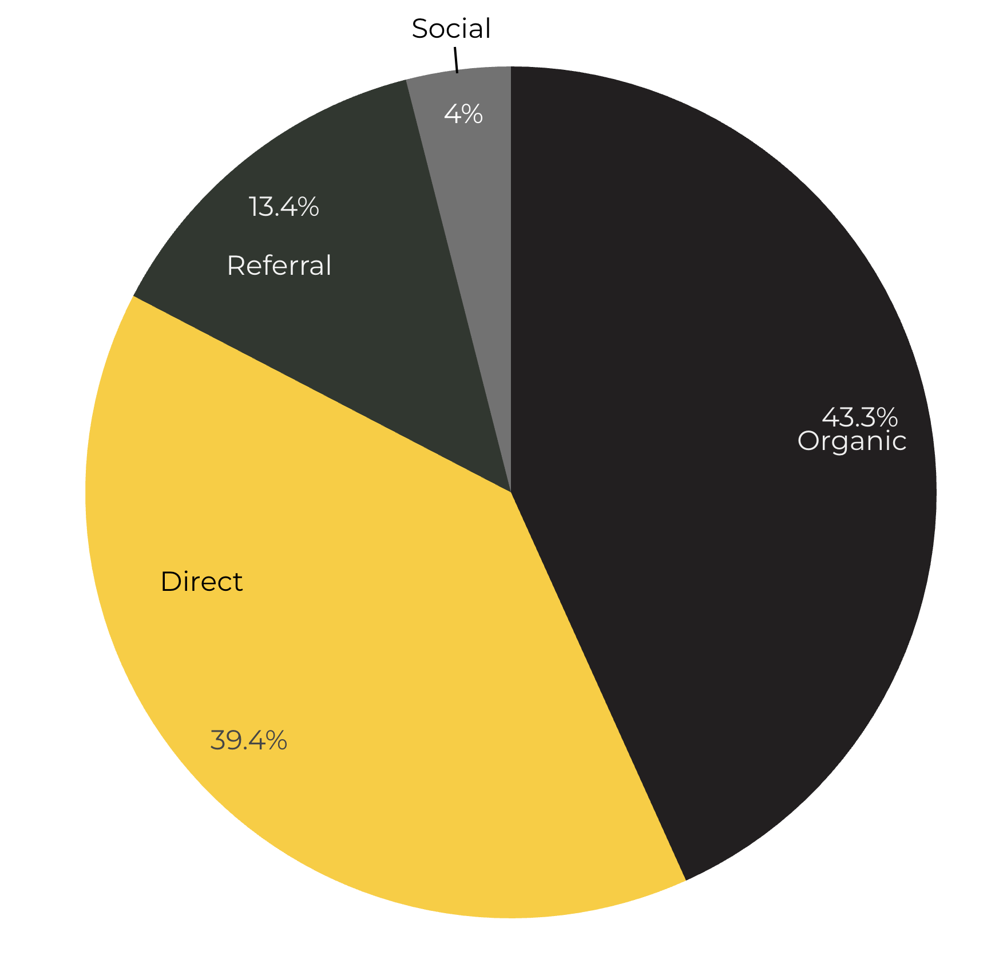 Social
4%
13.4%
Referral
43.3%
Organic
Direct
39.4%